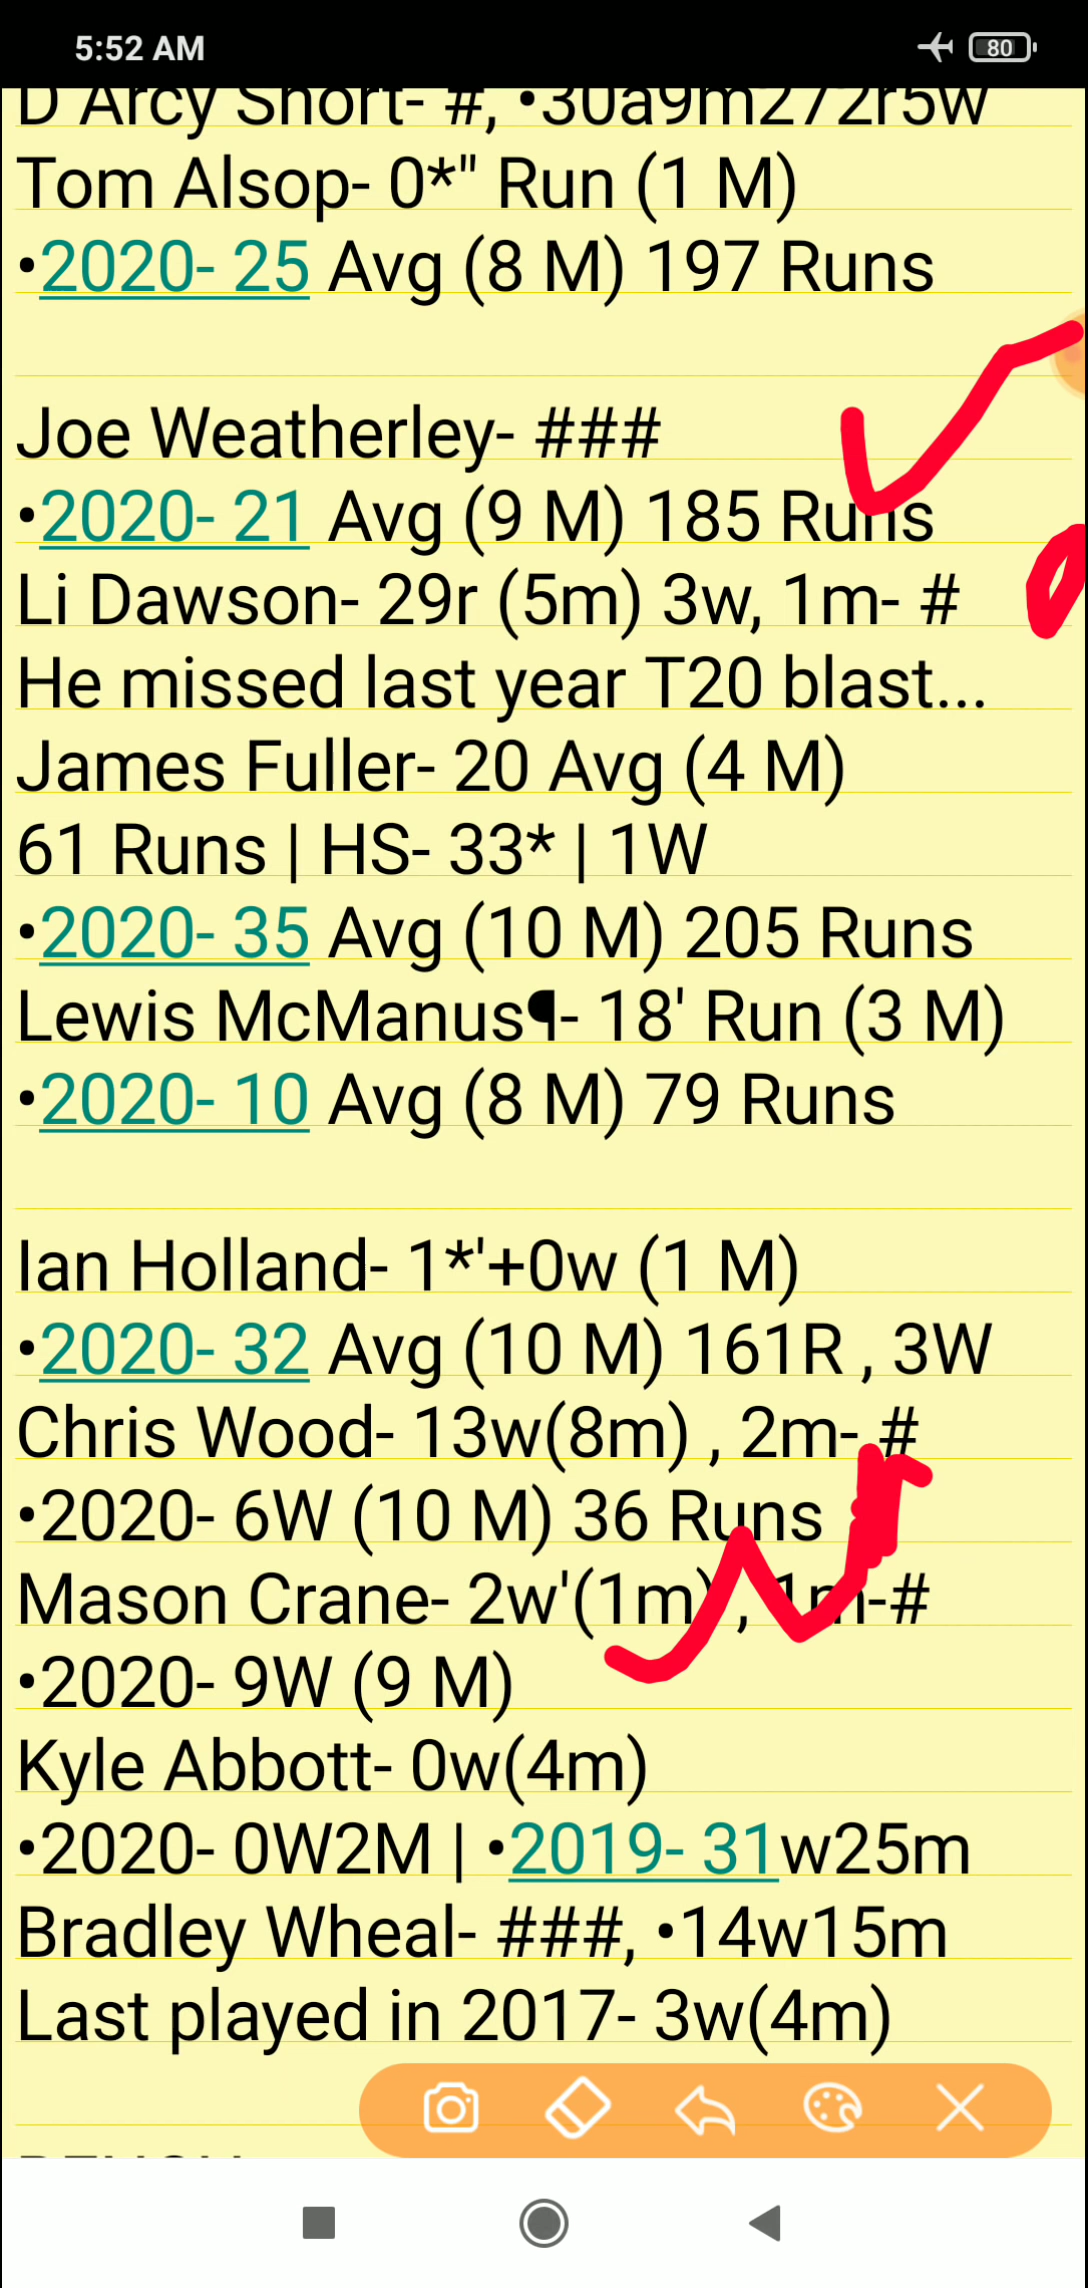 5:52 AM
80
D Arcy Short- #, •30a9m272r5w
Tom Alsop- 0*" Run (1 M)
•2020- 25 Avg (8 M) 197 Runs
Joe Weatherley- ###
•2020- 21 Avg (9 M) 185 Runs
Li Dawson- 29r (5m) 3w, 1m- #
He missed last year T20 blast...
James Fuller- 20 Avg (4 M)
61 Runs | HS- 33* | 1W
•2020- 35 Avg (10 M) 205 Runs
Lewis McManus¶- 18' Run (3 M)
•2020- 10 Avg (8 M) 79 Runs
Ian Holland- 1*'+0w (1 M)
•2020- 32 Avg (10 M) 161R , 3W
Chris Wood- 13w(8m) , 2m- #
•2020- 6W (10 M) 36 Runs
Mason Crane- 2w'(1m) , 1m-#
•2020- 9W (9 M)
Kyle Abbott- 0w(4m)
•2020- 0W2M | •2019- 31w25m
Bradley Wheal- ###, •14w15m
Last played in 2017- 3w(4m)